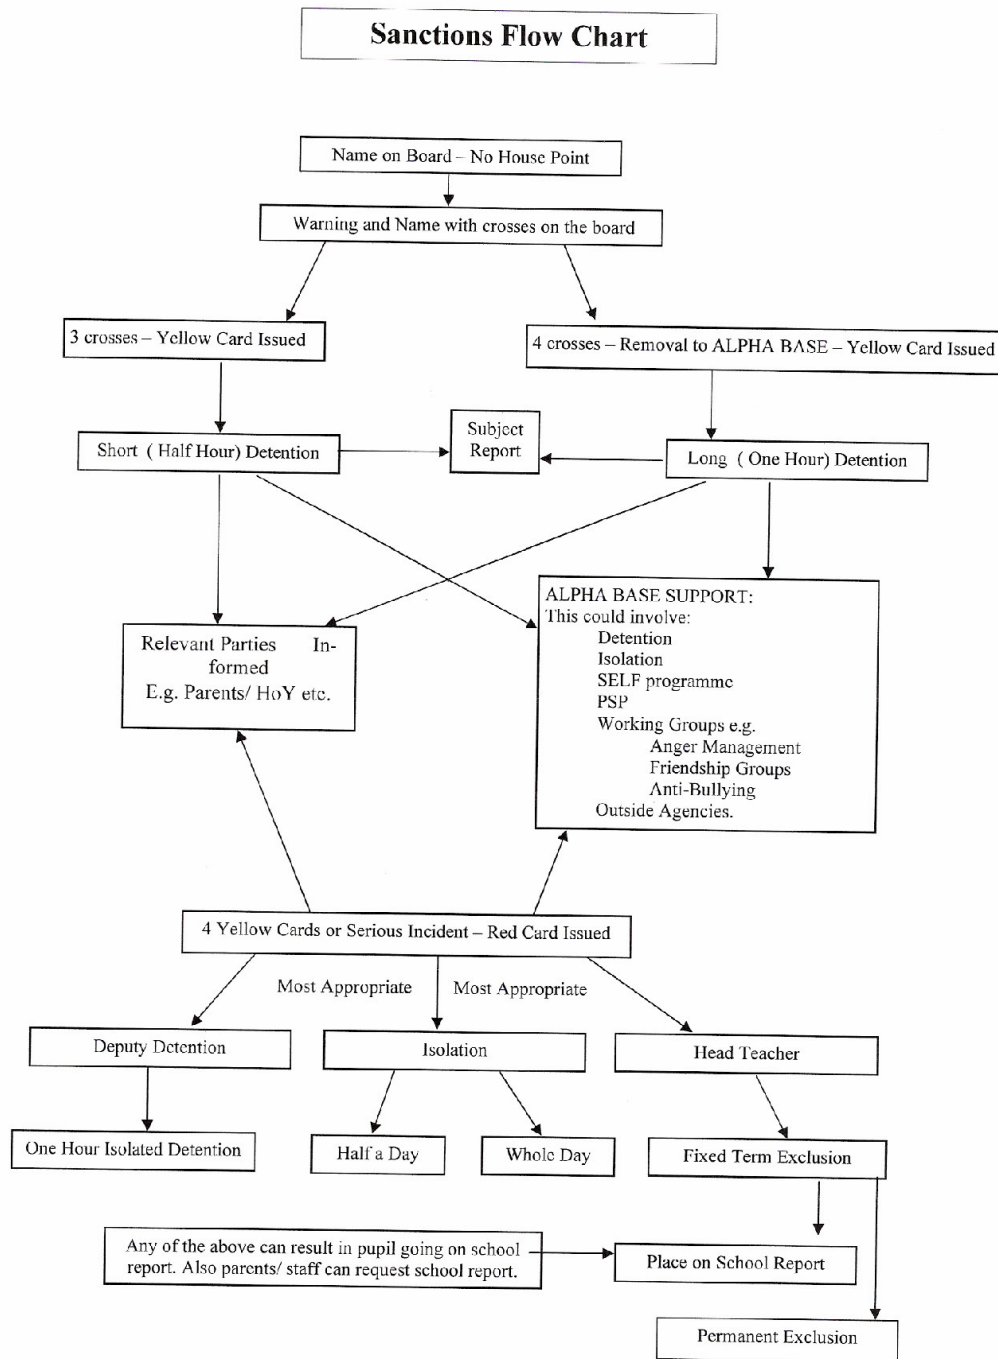 Sanctions Flow Chart
Name on Board – No House Point
Warning and Name with crosses on the board
3 crosses – Yellow Card Issued
4 crosses – Removal to ALPHA BASE – Yellow Card Issued
Short ( Half Hour) Detention
Subject
Report
Long ( One Hour) Detention
Relevant Parties In-
formed
E.g. Parents/ HoY etc.
ALPHA BASE SUPPORT:
This could involve:
Detention
Isolation
SELF programme
PSP
Working Groups e.g.
Anger Management
Friendship Groups
Anti-Bullying
Outside Agencies.
4 Yellow Cards or Serious Incident – Red Card Issued
Most Appropriate
Most Appropriate
Deputy Detention
Isolation
Head Teacher
One Hour Isolated Detention
Half a Day
Whole Day
Fixed Term Exclusion
Any of the above can result in pupil going on school
report. Also parents/ staff can request school report.
Place on School Report
Permanent Exclusion